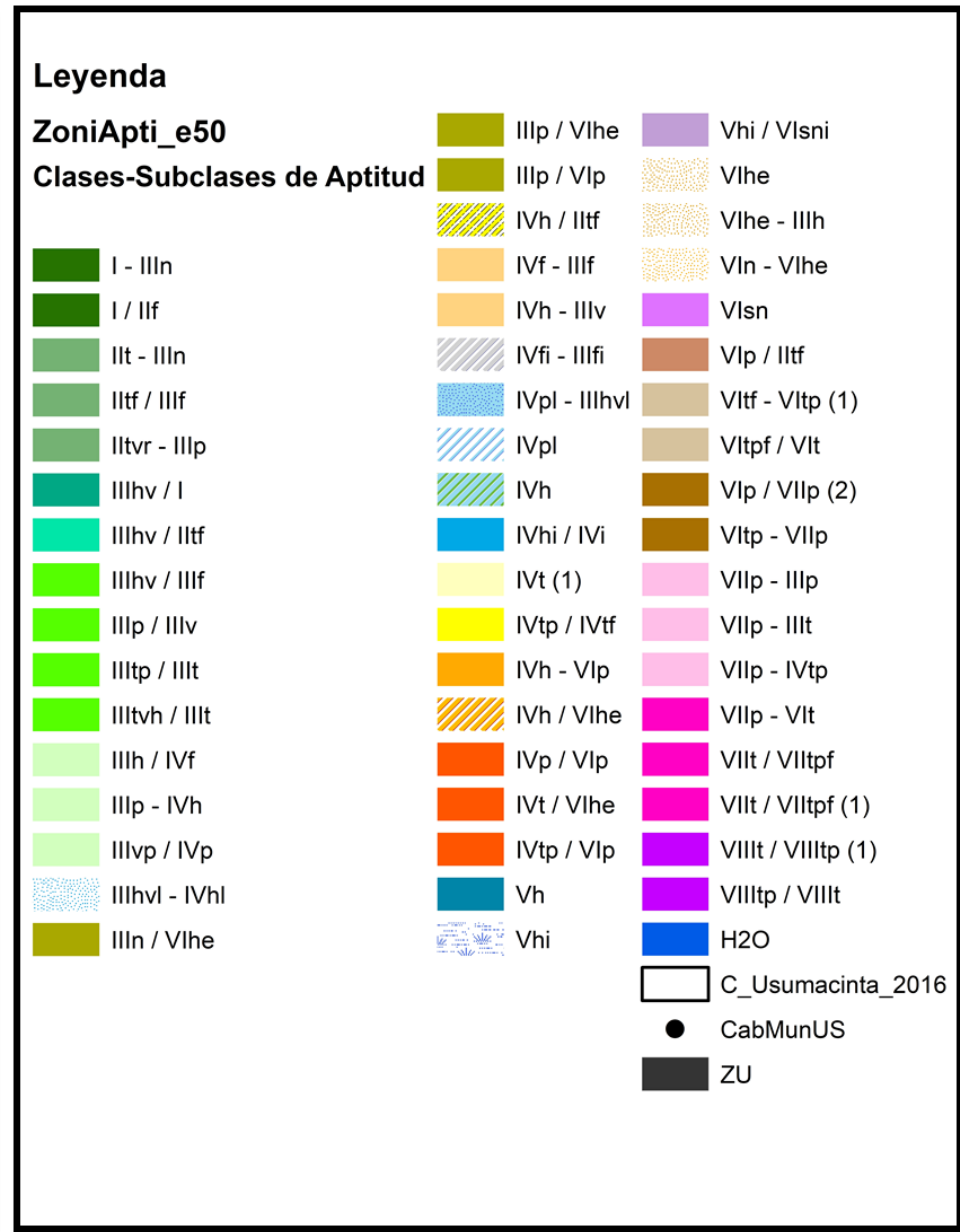 Leyenda
ZoniApti_e50
Clases-Subclases de Aptitud
I - IIIn
I / IIf
IIt - IIIn
IItf / IIIf
IItvr - IIIp
IIIhv / I
IIIhv / IItf
IIIhv / IIIf
IIIp / IIIv
IIItp / IIIt
IIItvh / IIIt
IIIh / IVf
IIIp - IVh
IIIvp / IVp
IIIhvl - IVhl
IIIn / VIhe
IIIp / VIhe
IIIp / VIp
IVh / IItf
IVf - IIIf
IVh - IIIv
IVfi - IIIfi
IVpl - IIIhvl
IVpl
IVh
IVhi / IVi
IVt (1)
IVtp / IVtf
IVh - VIp
IVh / VIhe
IVp / VIp
IVt / VIhe
IVtp / VIp
Vh
Vhi
Vhi / VIsni
VIhe
VIhe - IIIh
VIn - VIhe
VIsn
VIp / IItf
VItf - VItp (1)
VItpf / VIt
VIp / VIIp (2)
VItp - VIIp
VIIp - IIIp
VIIp - IIIt
VIIp - IVtp
VIIp - VIt
VIIt / VIItpf
VIIt / VIItpf (1)
VIIIt / VIIItp (1)
VIIItp / VIIIt
H2O
C_Usumacinta_2016
CabMunUS
ZU